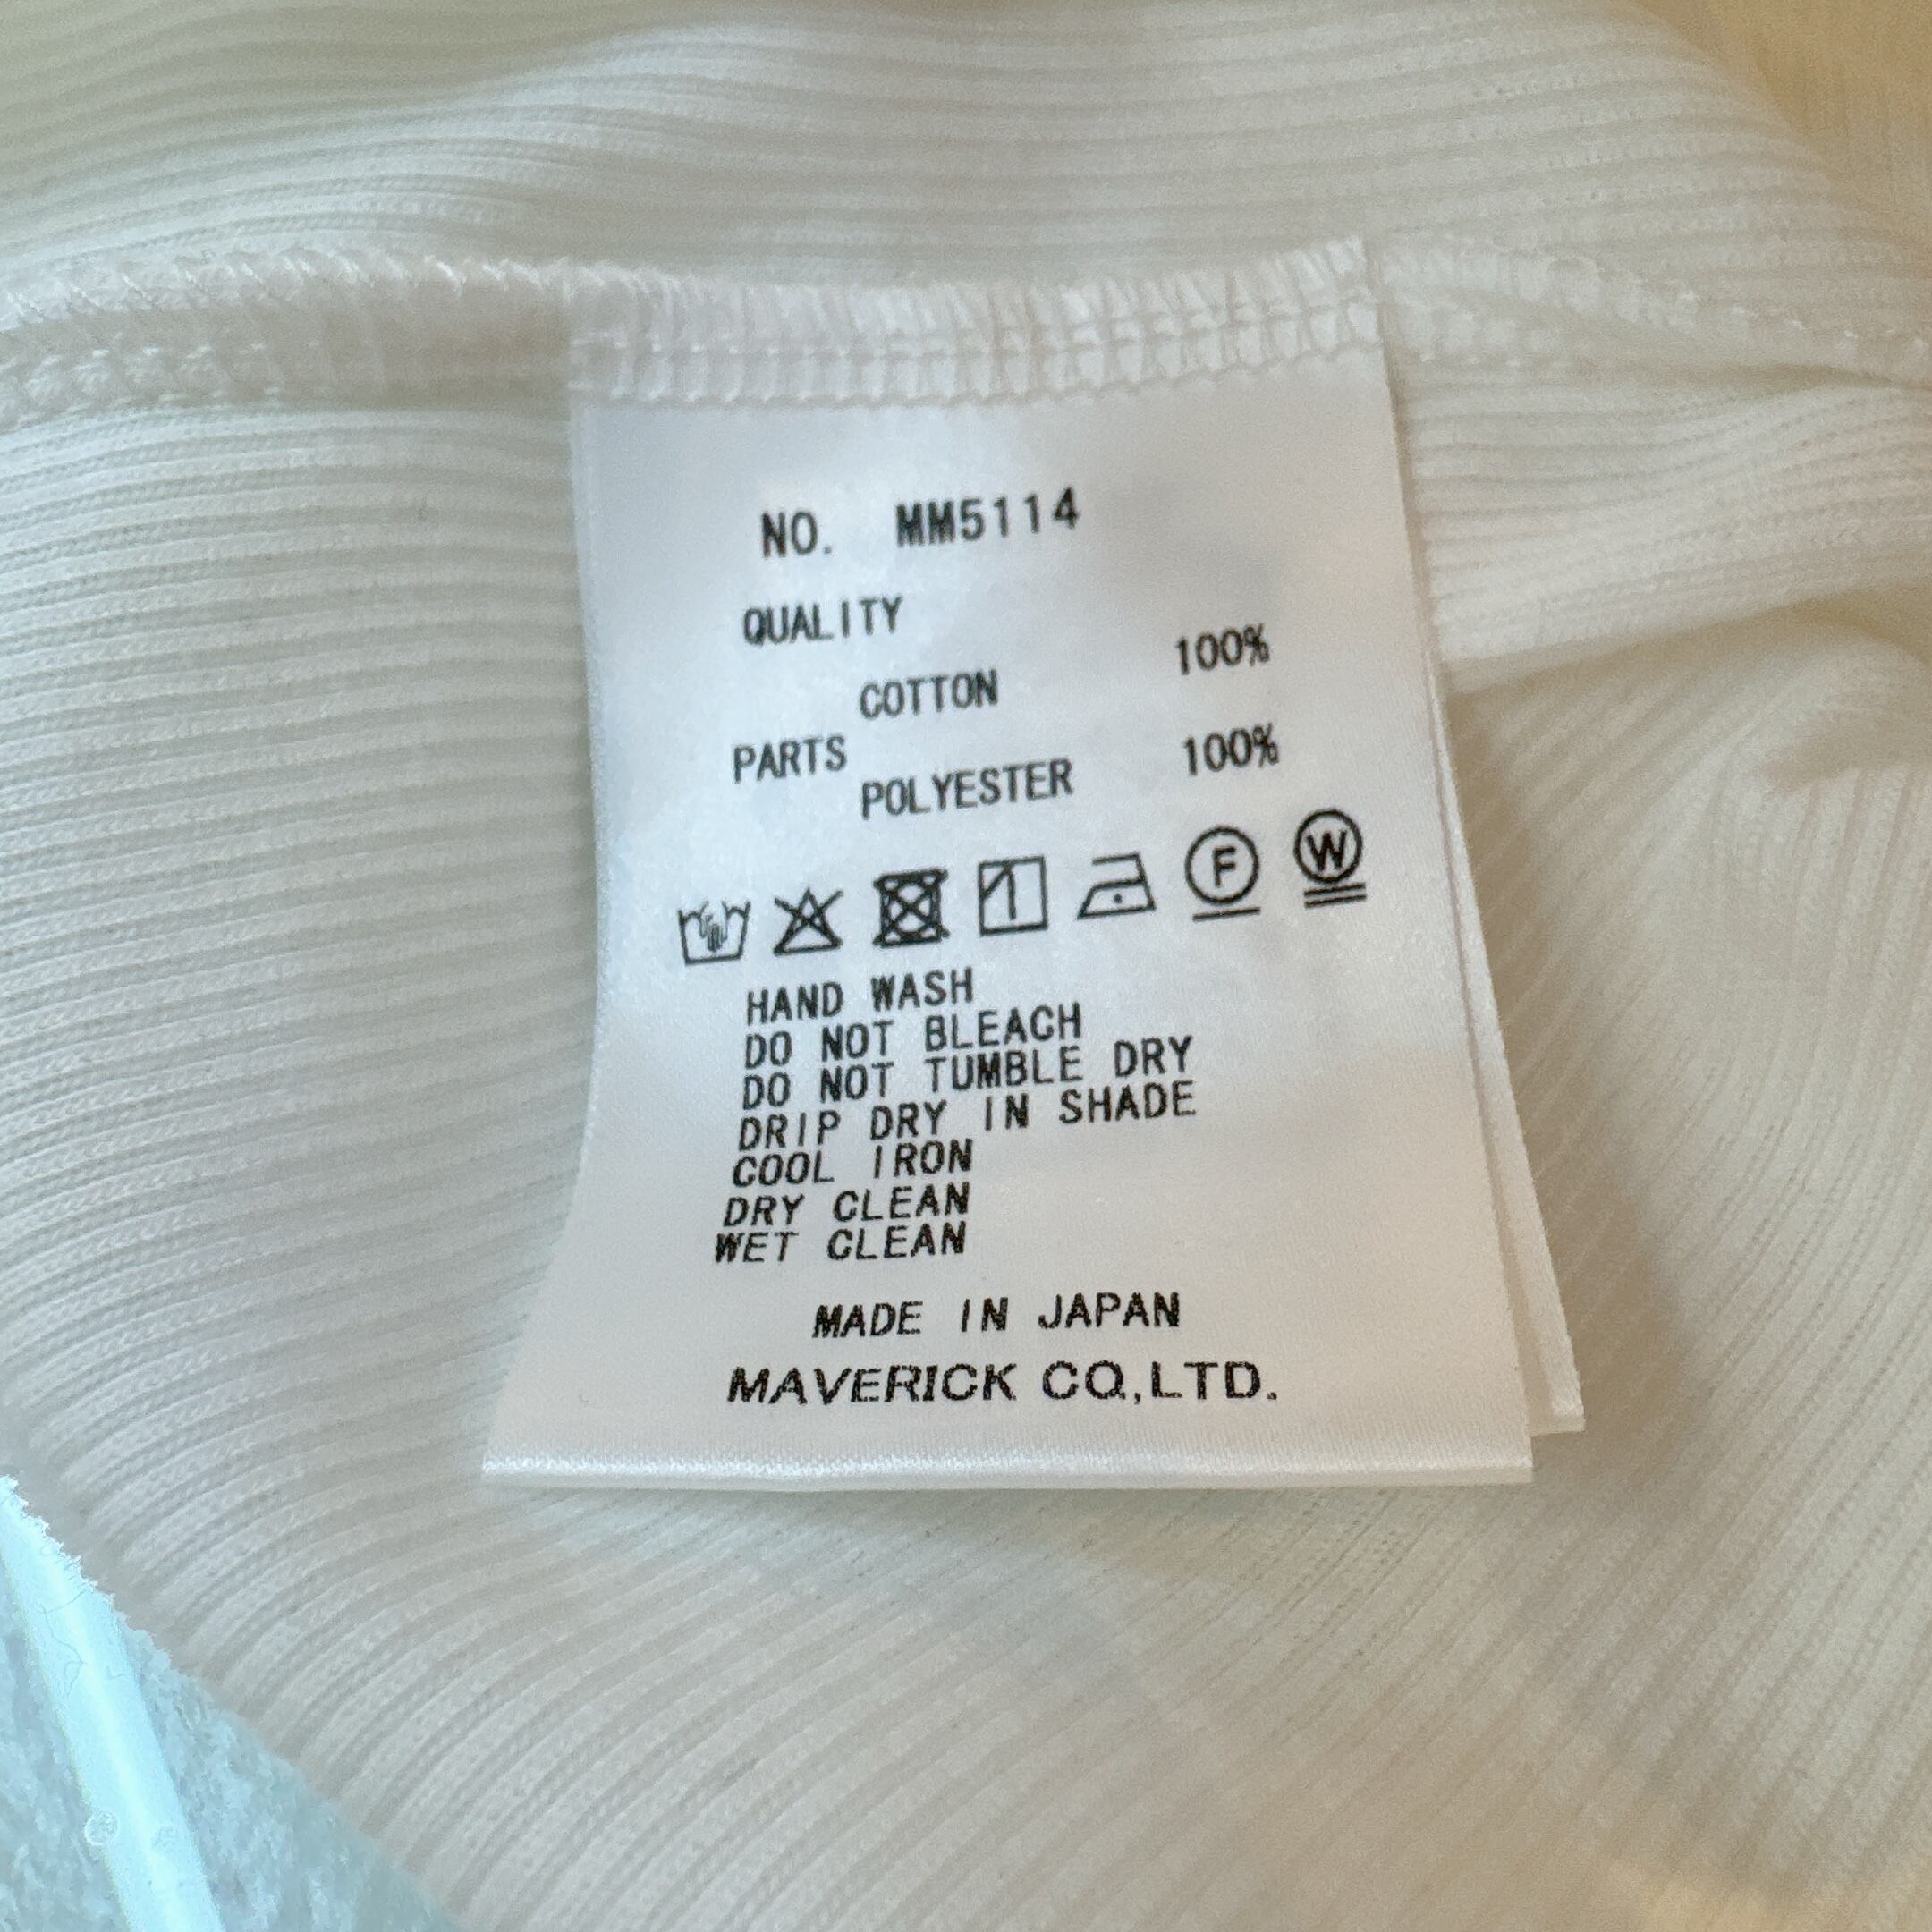 NO. MM5114
QUALITY
COTTON 100%
PARTS
POLYESTER 100%
F W
HAND WASH
DO NOT BLEACH
DO NOT TUMBLE DRY
DRIP DRY IN SHADE
COOL IRON
DRY CLEAN
WET CLEAN
MADE IN JAPAN
MAVERICK CO,LTD.